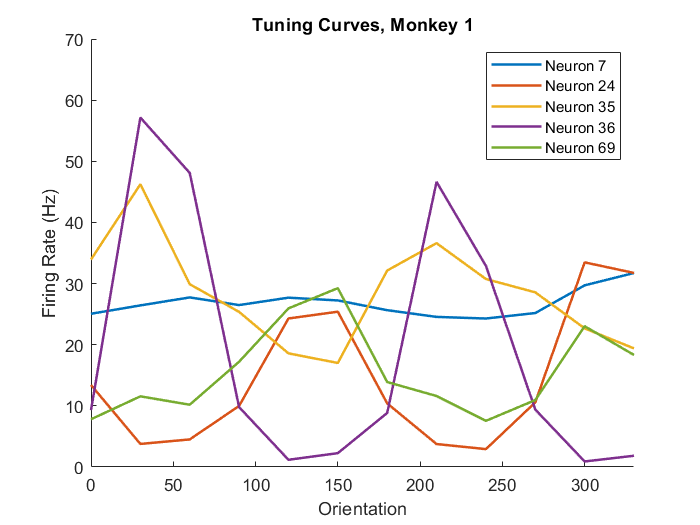 Tuning Curves, Monkey 1
Neuron 7
Neuron 24
Neuron 35
Neuron 36
Neuron 69
Firing Rate (Hz)
70
60
50
40
30
20
10
0
0 50 100 150 200 250 300
Orientation